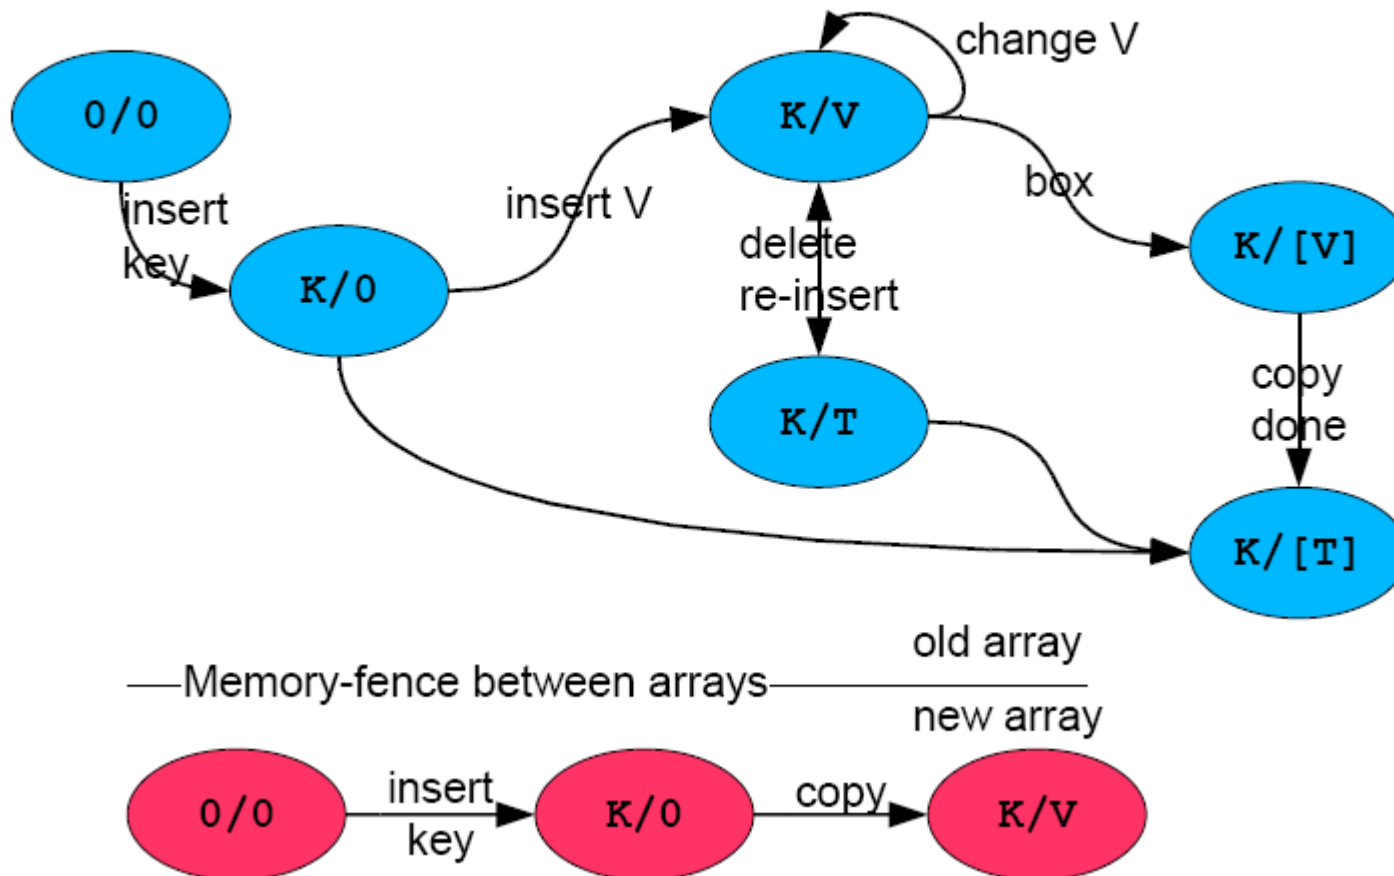 0/0
insert
key
K/0
insert V
K/V
change V
box
delete
re-insert
K/T
K/[V]
copy
done
K/[T]
old array
Memory-fence between arrays
new array
0/0
insert
key
K/0
copy
K/V